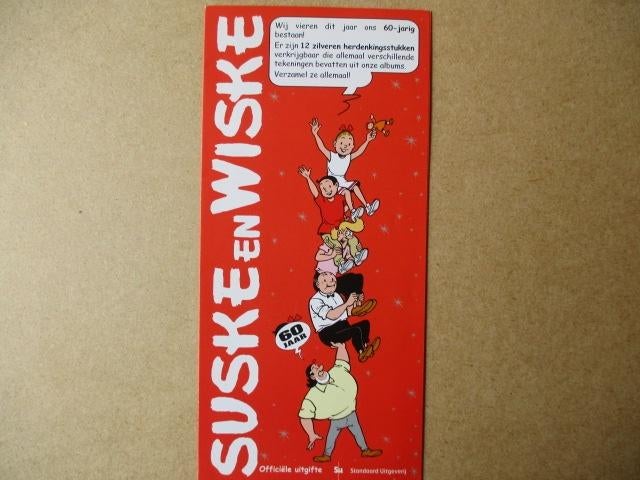 Wij vieren dit jaar ons 60-jarig
bestaan!
Er zijn 12 zilveren herdenkingsstukken
verkrijgbaar die allemaal verschillende
tekeningen bevatten uit onze albums.
Verzamel ze allemaal!
SUSKE EN WISKE
60
JAAR
Officiële uitgifte Su Standaard Uitgeverij